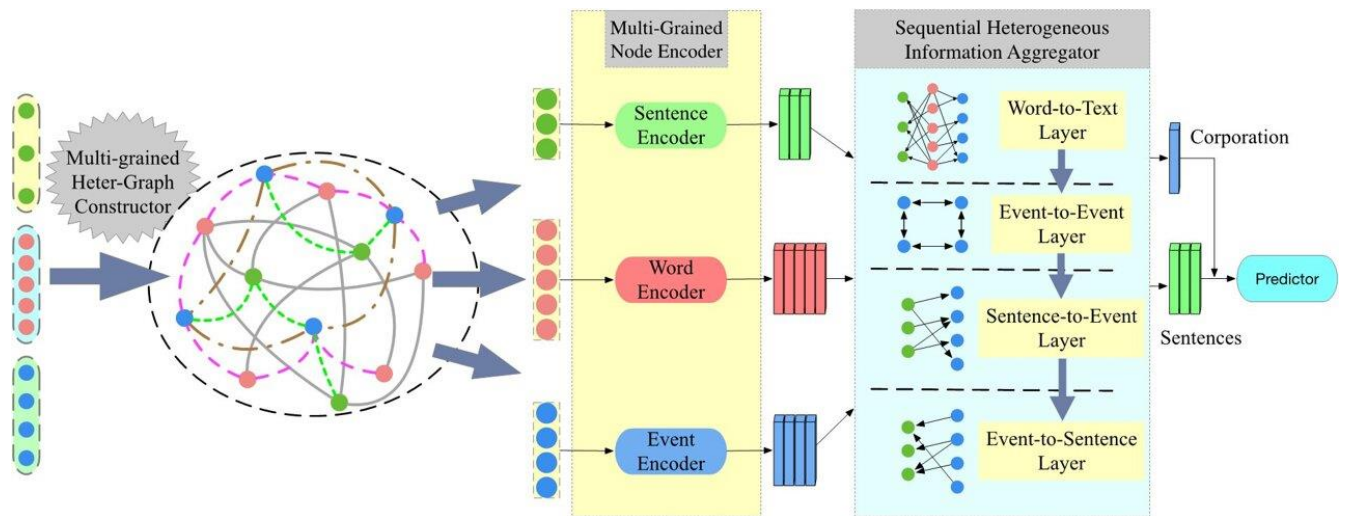 Multi-grained
Heter-Graph
Constructor
Multi-Grained
Node Encoder
Sentence
Encoder
Word
Encoder
Event
Encoder
Sequential Heterogeneous
Information Aggregator
Word-to-Text
Layer
Event-to-Event
Layer
Sentence-to-Event
Layer
Event-to-Sentence
Layer
Corporation
Sentences
Predictor